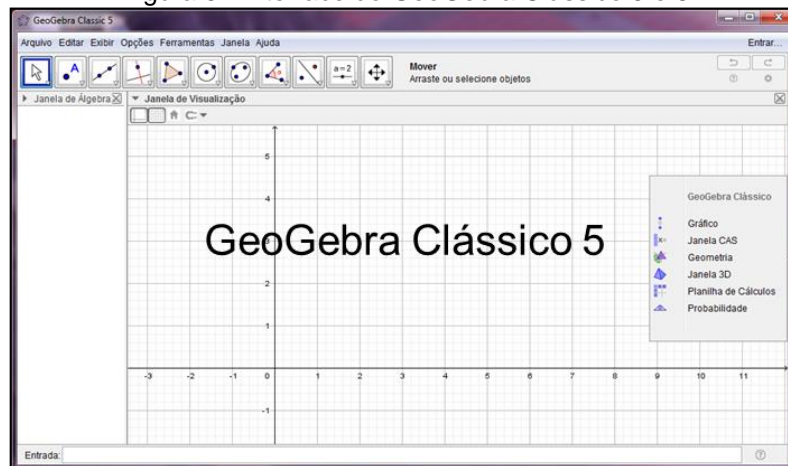 GeoGebra Classic 5
Arquivo Editar Exibir Opções Ferramentas Janela Ajuda Entrar...
A a=2 Mover
Arraste ou selecione objetos
Janela de Álgebra Janela de Visualização
5
4
3
2
1
-3 -2 -1 0 1 2 3 4 5 6 7 8 9 10 11
-1
GeoGebra Clássico 5
GeoGebra Clássico
Gráfico
x= Janela CAS
Geometria
Janela 3D
Planilha de Cálculos
Probabilidade
Entrada: